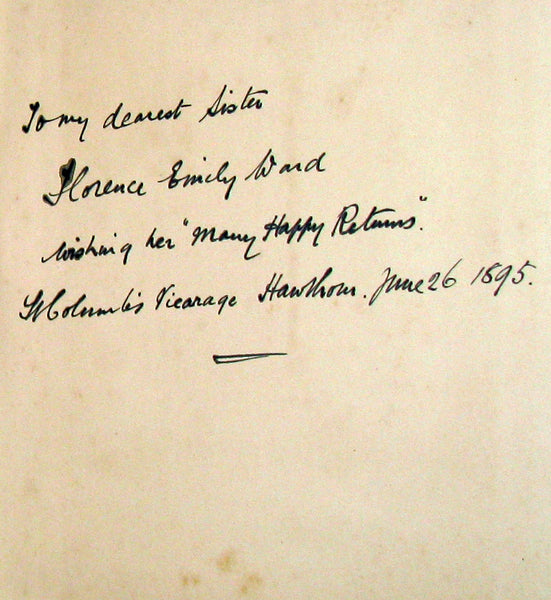 To my dearest Sister
Florence Emily Ward
wishing her "Many Happy Returns".
St Columb's Vicarage Hawthorn. June 26 1895.